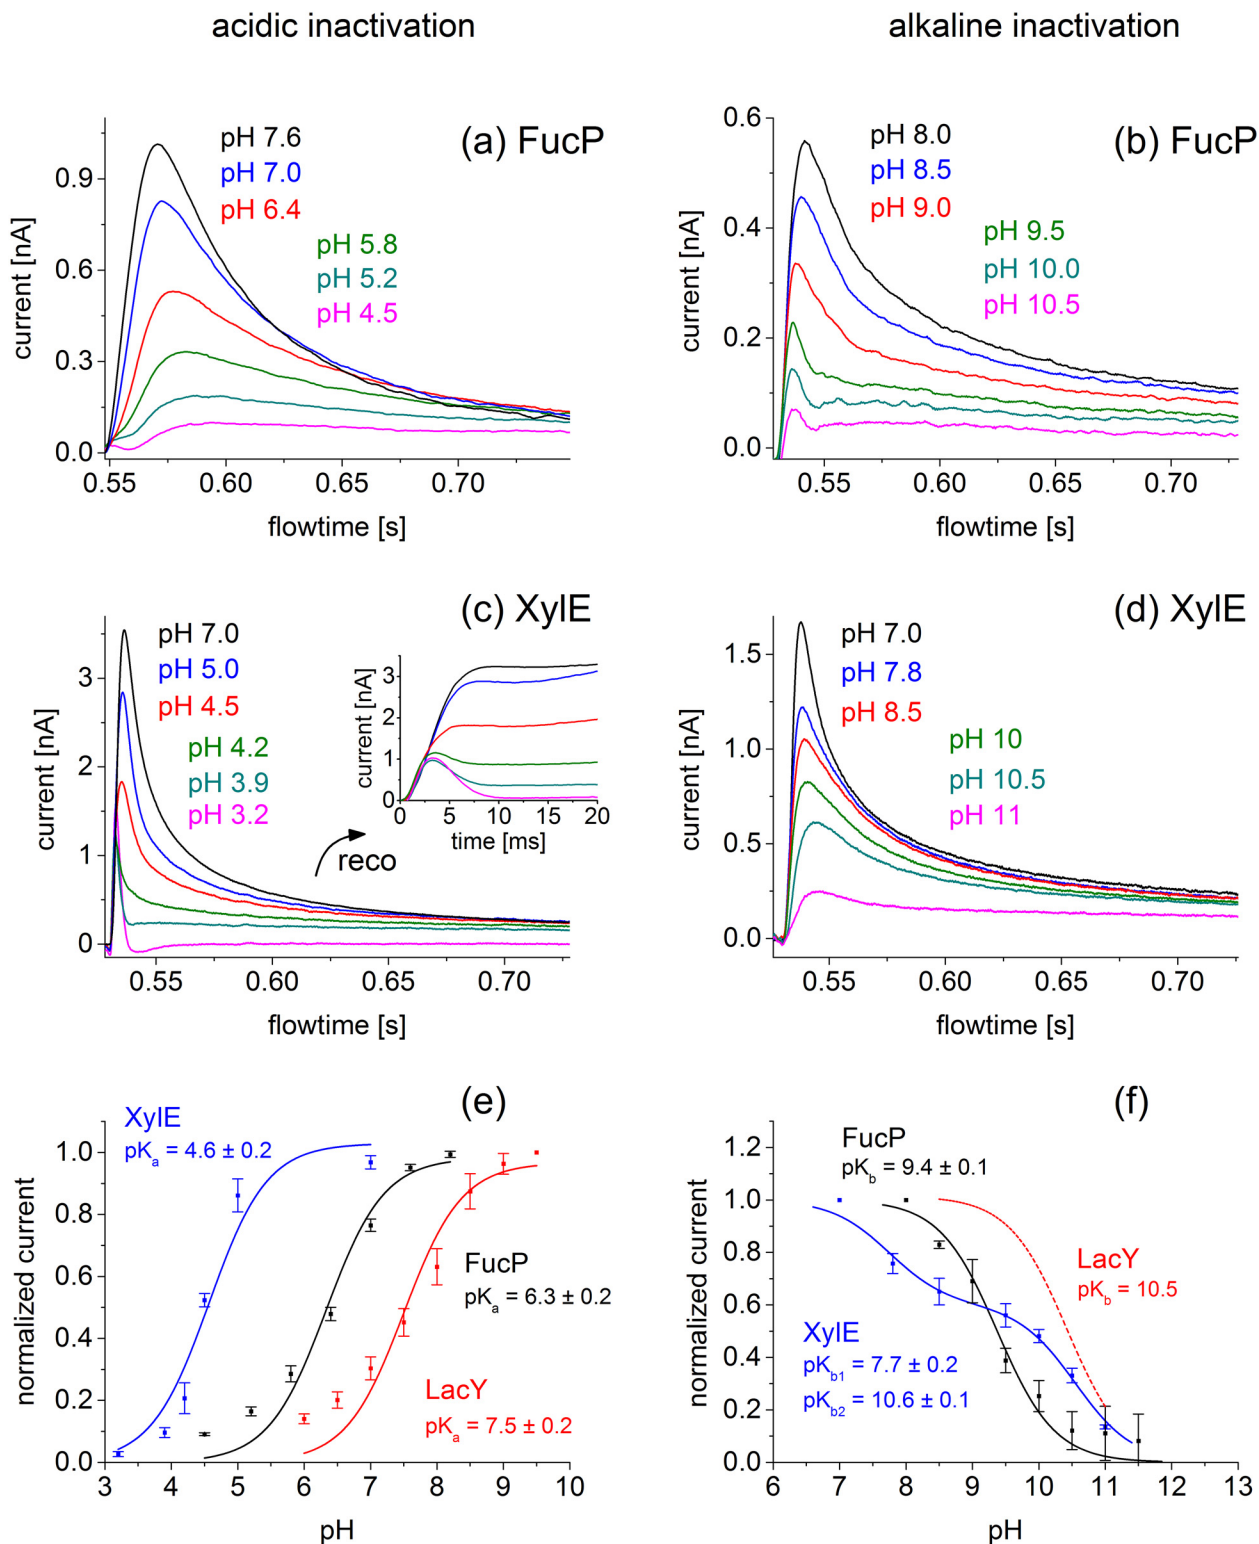 acidic inactivation
alkaline inactivation
(a) FucP
pH 7.6
pH 7.0
pH 6.4
pH 5.8
pH 5.2
pH 4.5
current [nA]
0.9
0.6
0.3
0.0
0.55 0.60 0.65 0.70
flowtime [s]
(b) FucP
pH 8.0
pH 8.5
pH 9.0
pH 9.5
pH 10.0
pH 10.5
current [nA]
0.6
0.4
0.2
0.0
0.55 0.60 0.65 0.70
flowtime [s]
(c) XylE
pH 7.0
pH 5.0
pH 4.5
pH 4.2
pH 3.9
pH 3.2
current [nA]
3
2
1
0
0.55 0.60 0.65 0.70
flowtime [s]
current [nA]
3
2
1
0
0 5 10 15 20
time [ms]
reco
(d) XylE
pH 7.0
pH 7.8
pH 8.5
pH 10
pH 10.5
pH 11
current [nA]
1.5
1.0
0.5
0.0
0.55 0.60 0.65 0.70
flowtime [s]
(e)
XylE
pKa = 4.6 ± 0.2
FucP
pKa = 6.3 ± 0.2
LacY
pKa = 7.5 ± 0.2
normalized current
1.0
0.8
0.6
0.4
0.2
0.0
3 4 5 6 7 8 9 10
pH
(f)
FucP
pKb = 9.4 ± 0.1
LacY
pKb = 10.5
XylE
pKb1 = 7.7 ± 0.2
pKb2 = 10.6 ± 0.1
normalized current
1.2
1.0
0.8
0.6
0.4
0.2
0.0
6 7 8 9 10 11 12 13
pH